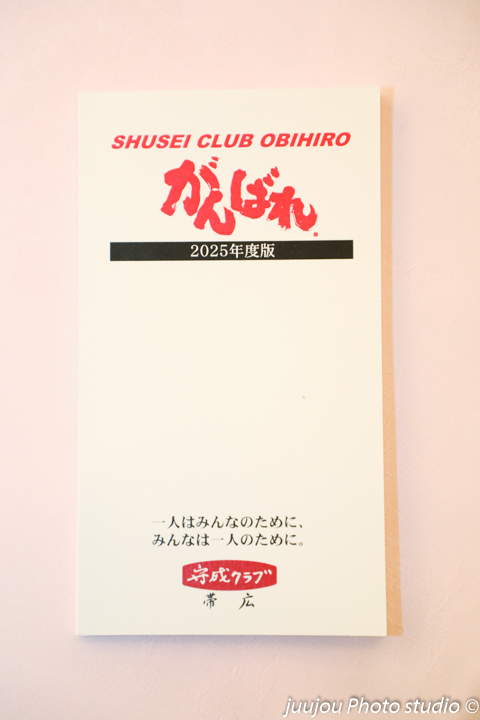 SHUSEI CLUB OBIHIRO
がんばれ
2025年度版
一人はみんなのために、
みんなは一人のために。
守成クラブ
帯 広
juujou Photo studio ©